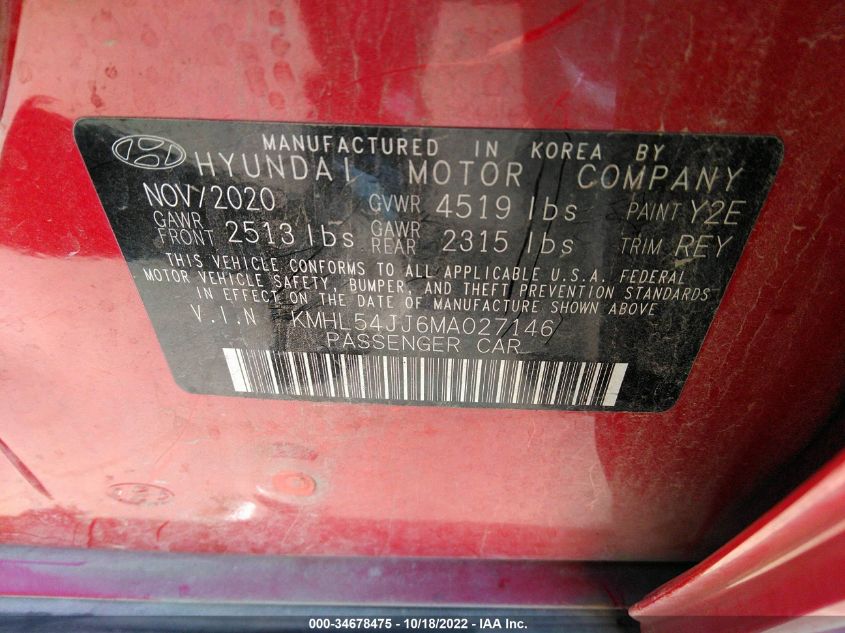 MANUFACTURED IN KOREA BY
HYUNDAI MOTOR COMPANY
NOV/2020 GVWR 4519 lbs PAINT Y2E
GAWR FRONT 2513 lbs GAWR REAR 2315 lbs TRIM REY
THIS VEHICLE CONFORMS TO ALL APPLICABLE U.S.A. FEDERAL
MOTOR VEHICLE SAFETY, BUMPER, AND THEFT PREVENTION STANDARDS
IN EFFECT ON THE DATE OF MANUFACTURE SHOWN ABOVE
V.I.N KMHL54JJ6MA027146
PASSENGER CAR
000-34678475 - 10/18/2022 - IAA Inc.